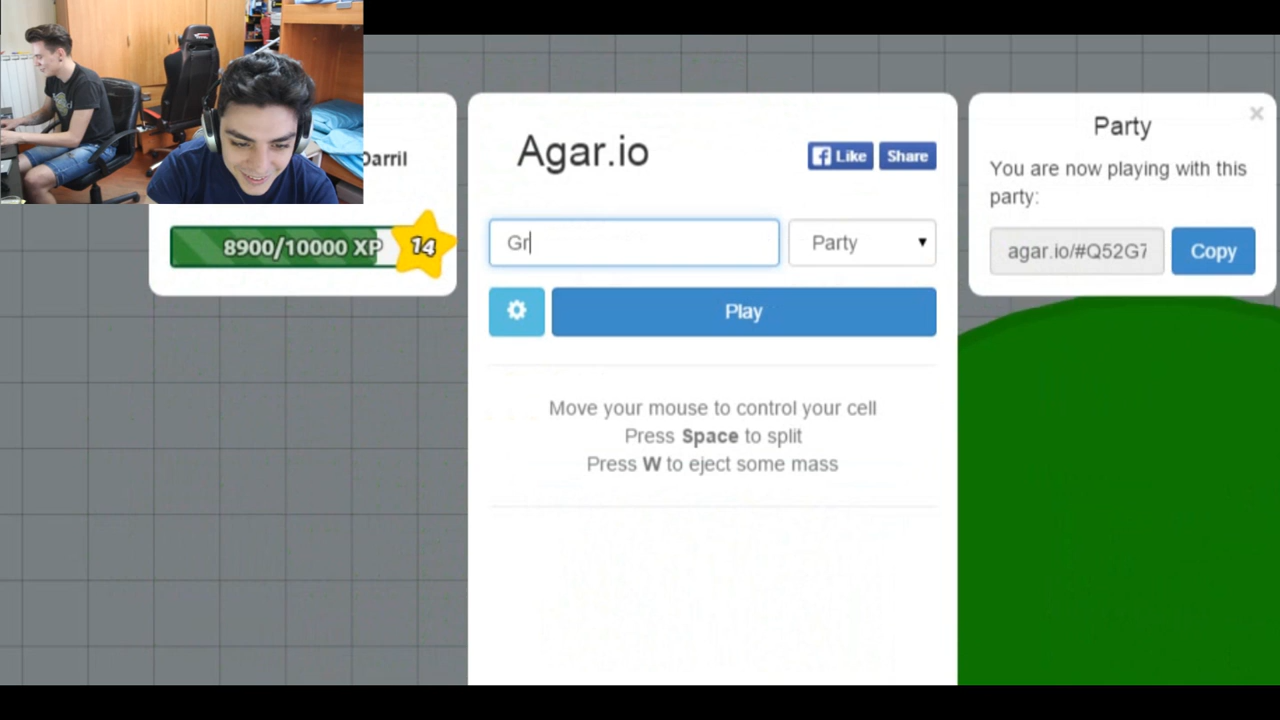 Darril
8900/10000 XP 14
Agar.io
Like Share
Gr
Party
Play
Move your mouse to control your cell
Press Space to split
Press W to eject some mass
Party
×
You are now playing with this
party:
agar.io/#Q52G7
Copy